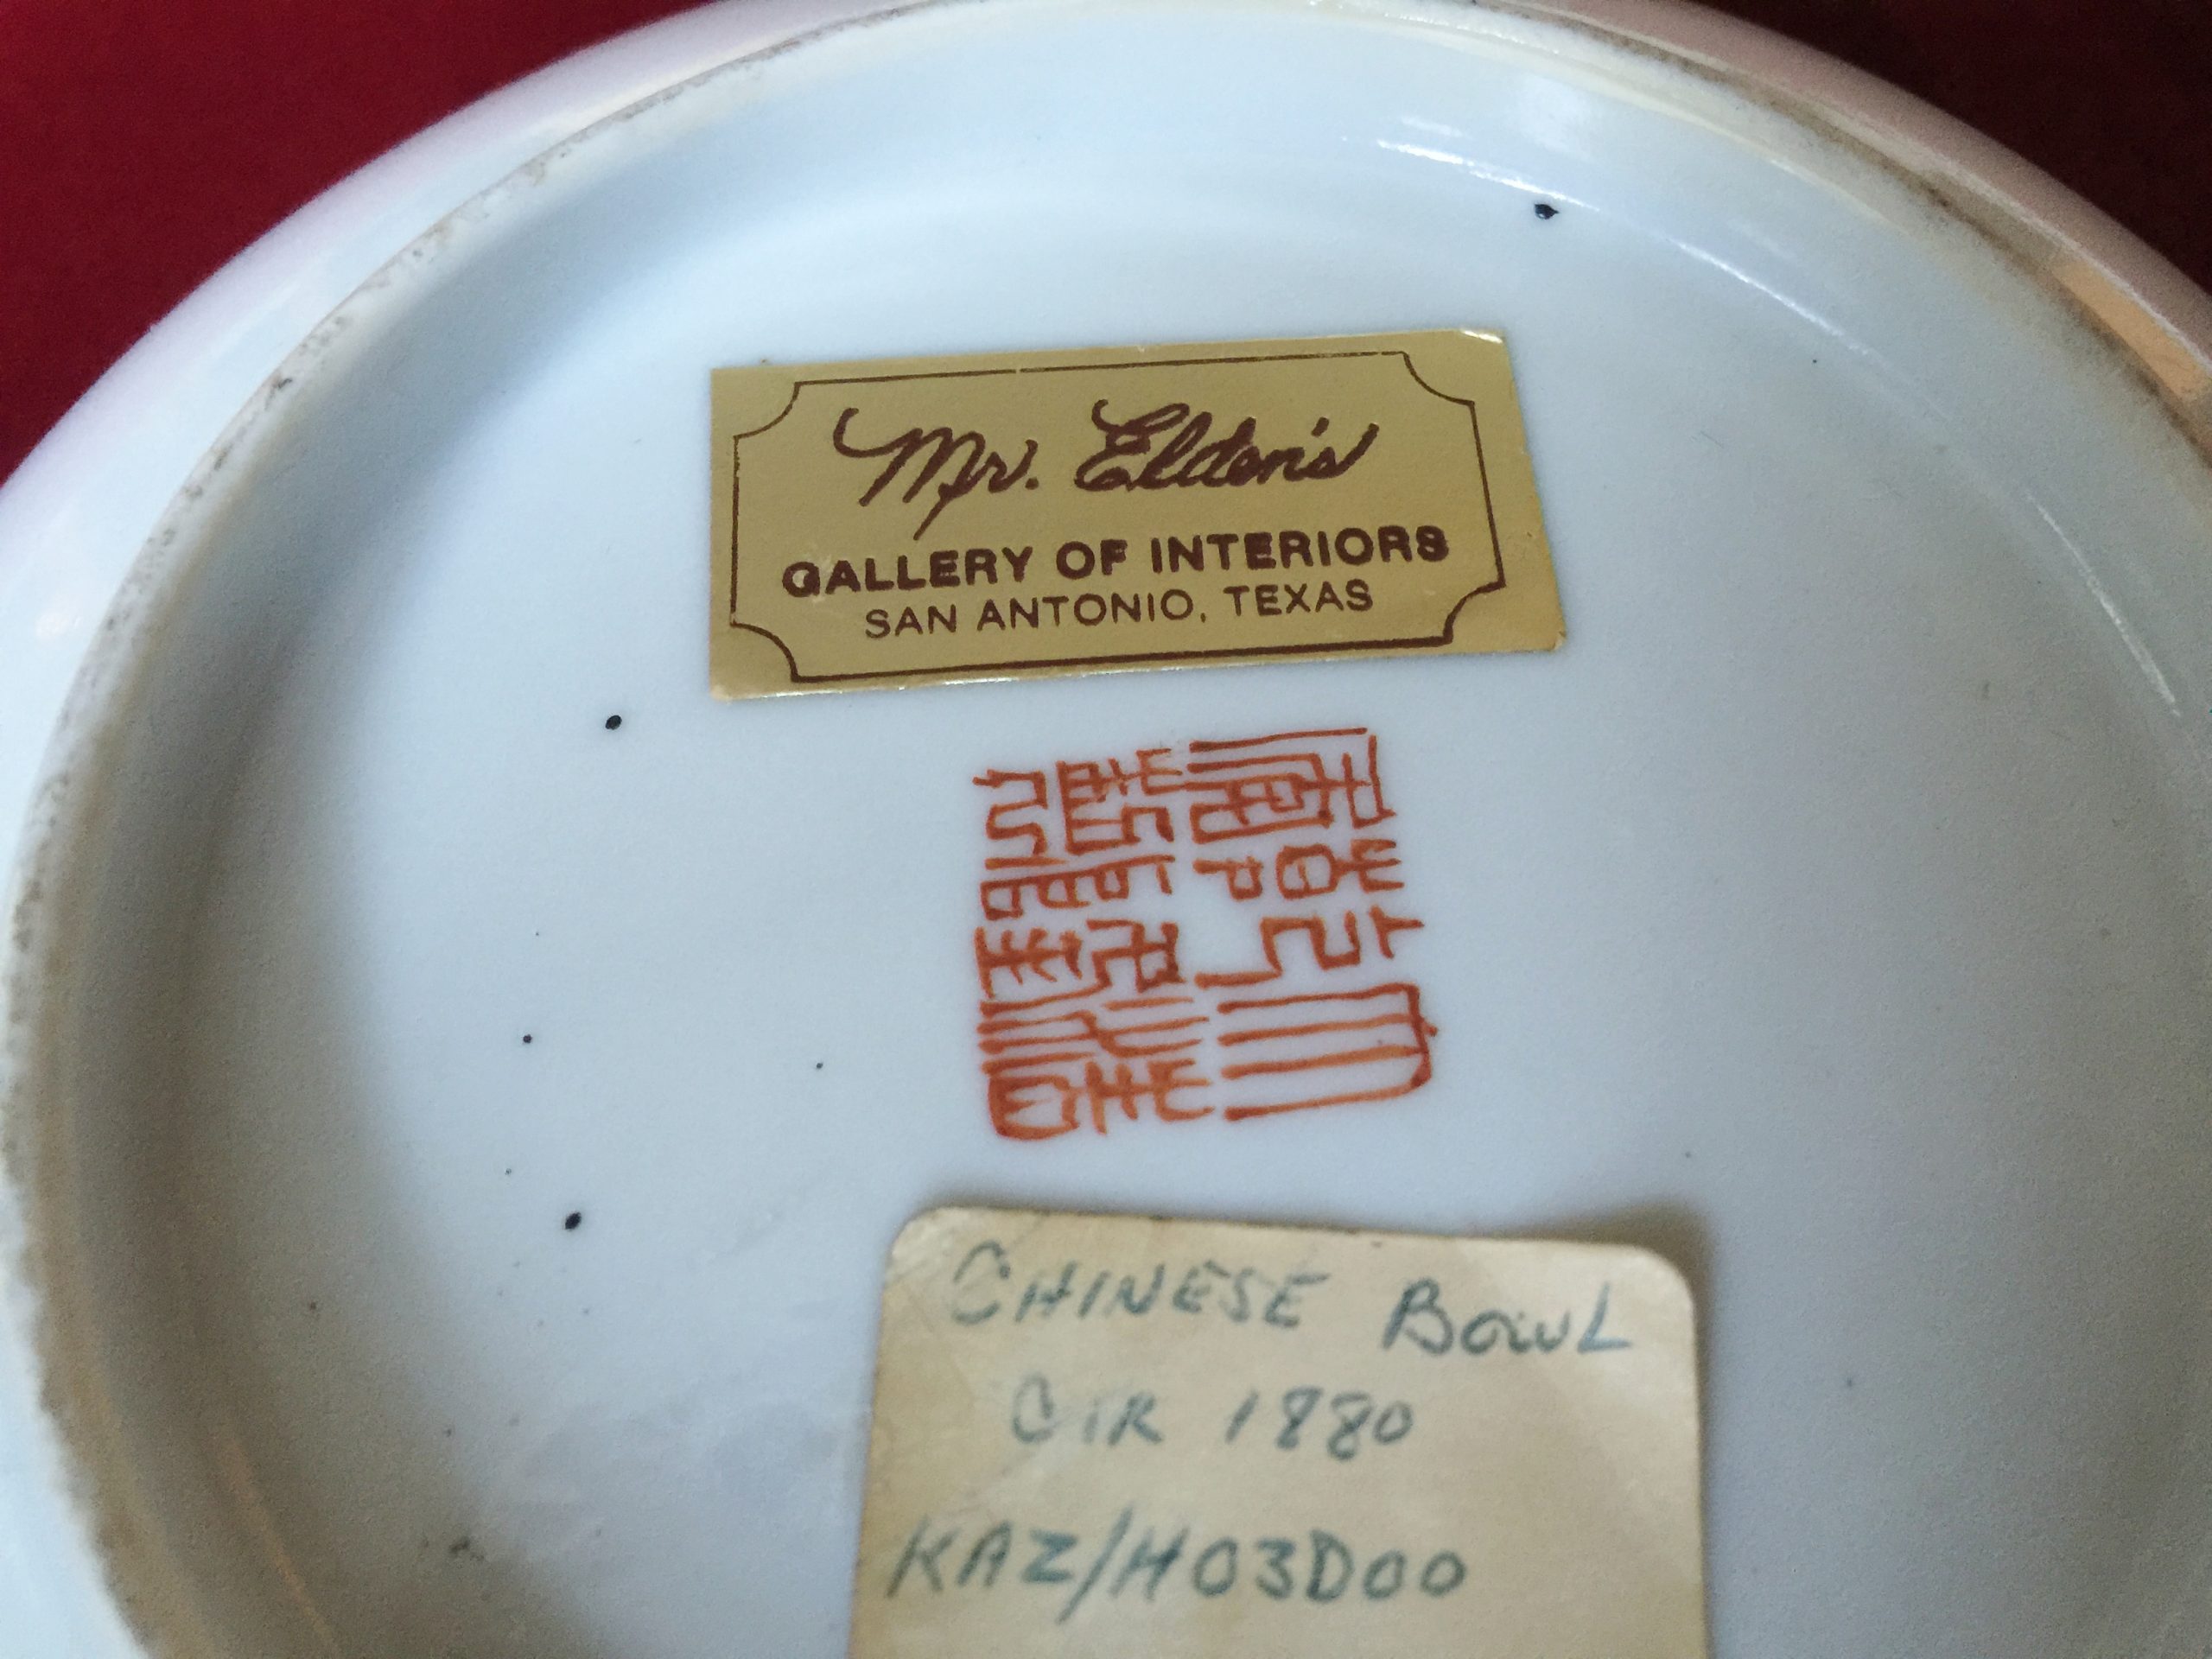 Mr. Elden's
GALLERY OF INTERIORS
SAN ANTONIO, TEXAS
CHINESE BOWL
CIR 1880
KAZ/H03D00